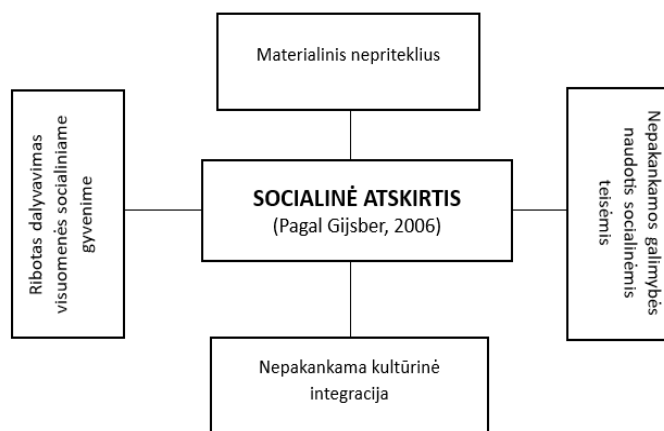 Materialinis nepriteklius
Ribotas dalyvavimas
visuomenės socialiniame
gyvenime
SOCIALINĖ ATSKIRTIS
(Pagal Gijsber, 2006)
Nepakankamos galimybės
naudotis socialinėmis
teisėmis
Nepakankama kultūrinė
integracija